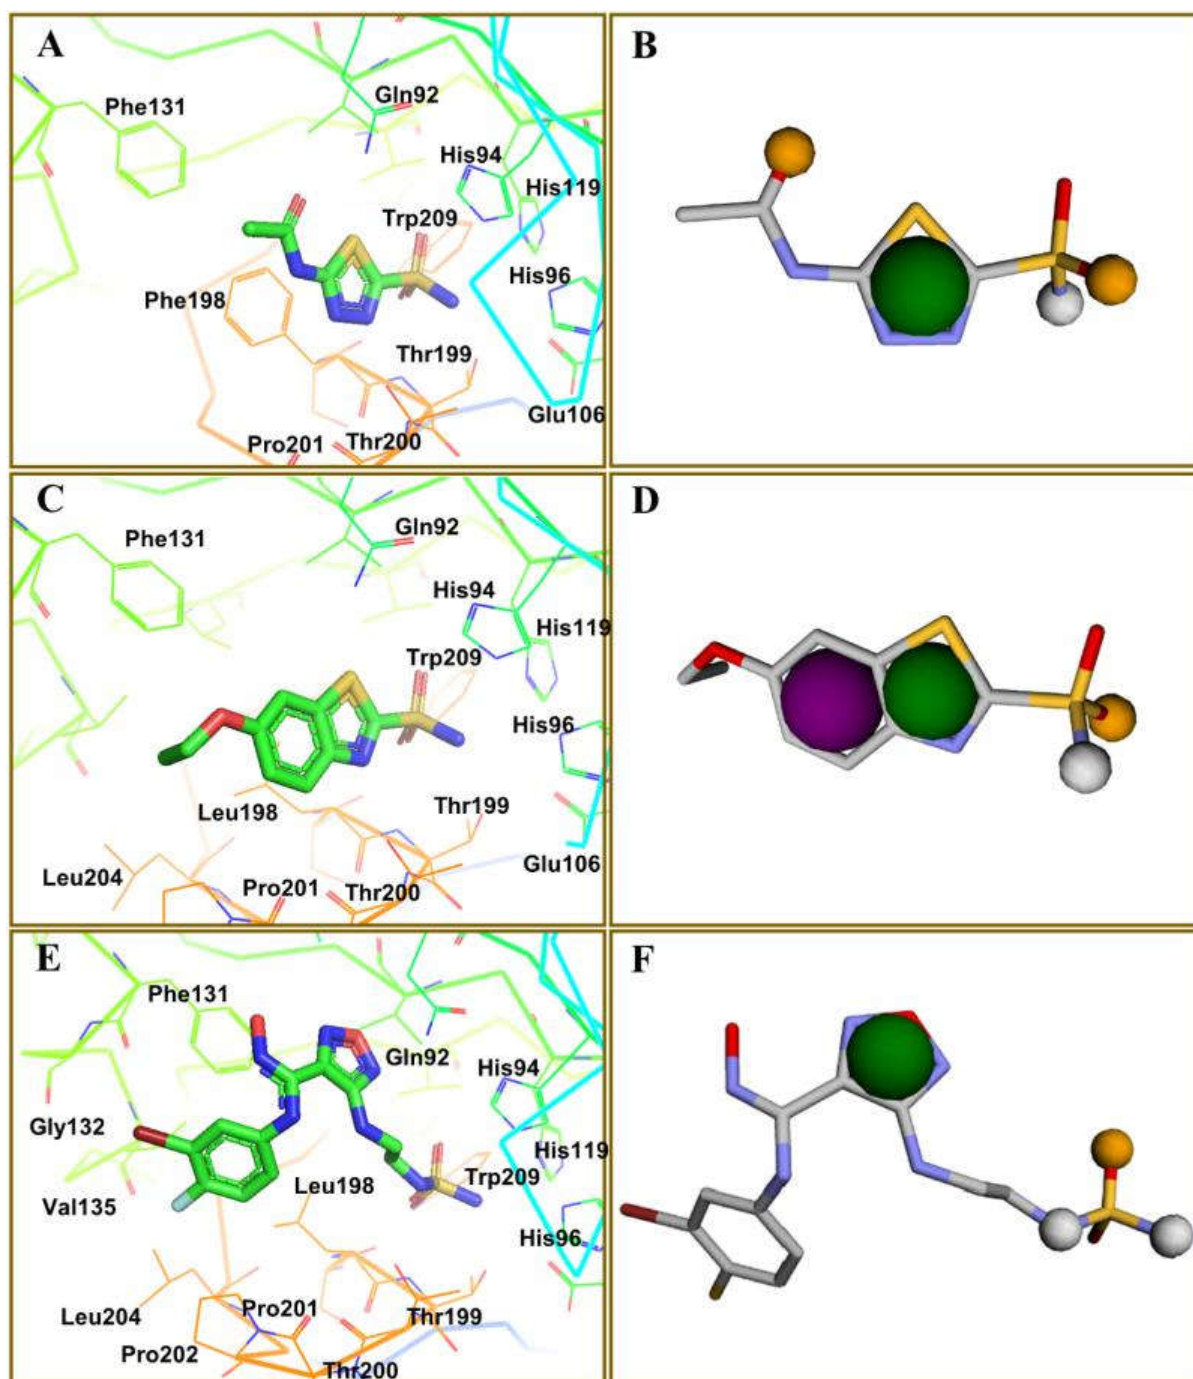 A
B
Phe131
Gln92
His94
His119
Trp209
His96
Phe198
Thr199
Glu106
Pro201
Thr200
C
D
Phe131
Gln92
His94
His119
Trp209
His96
Leu198
Thr199
Glu106
Leu204
Pro201
Thr200
E
F
Phe131
Gln92
His94
Gly132
His119
Trp209
Leu198
Val135
His96
Pro201
Leu204
Thr199
Pro202
Thr200